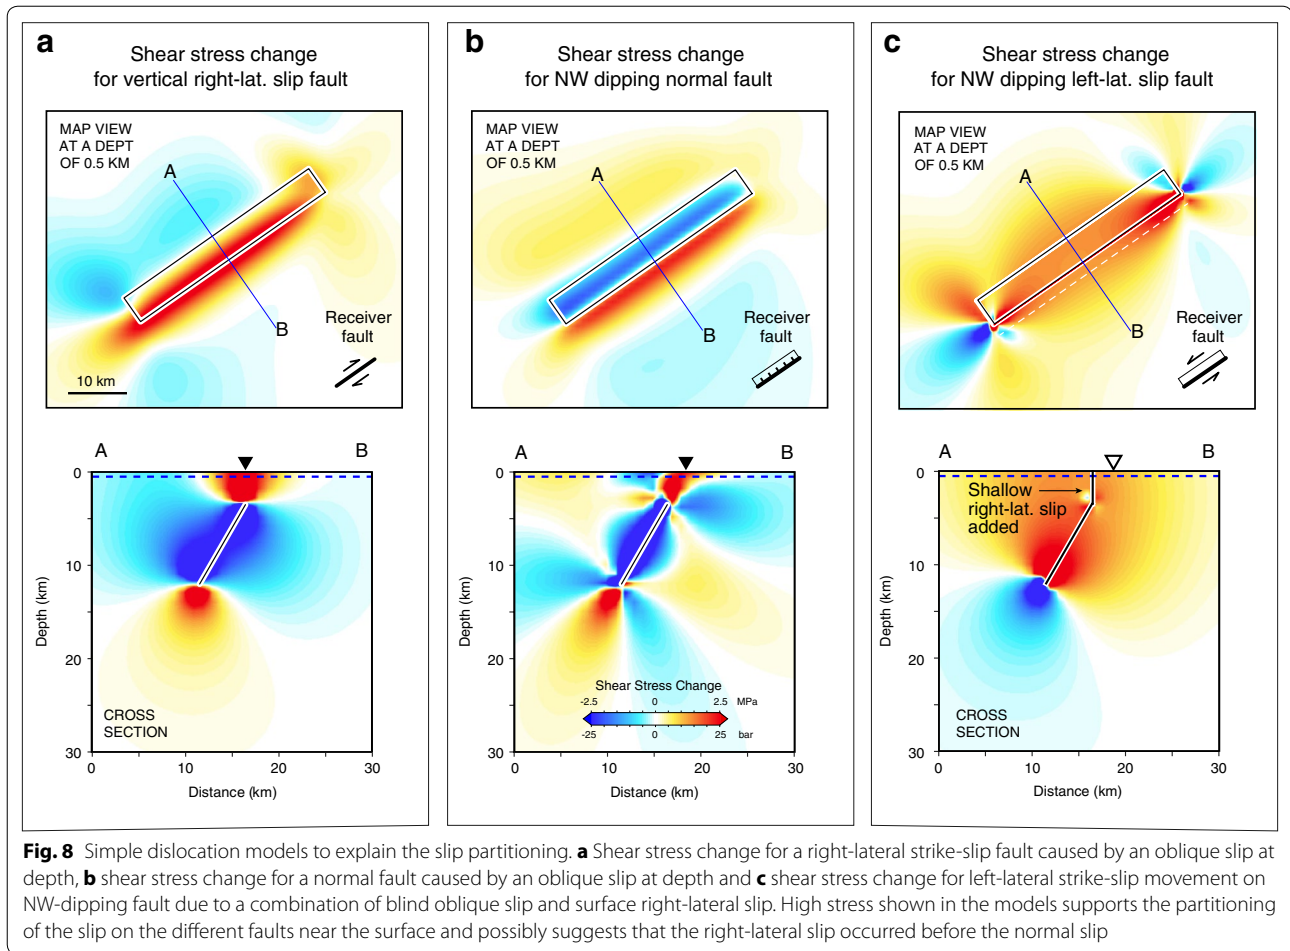 a
Shear stress change
for vertical right-lat. slip fault
MAP VIEW
AT A DEPT
OF 0.5 KM
A
B
Receiver
fault
10 km
A
B
0
10
20
30
Depth (km)
CROSS
SECTION
0
10
20
30
Distance (km)
b
Shear stress change
for NW dipping normal fault
MAP VIEW
AT A DEPT
OF 0.5 KM
A
B
Receiver
fault
A
B
0
10
20
30
Depth (km)
Shear Stress Change
-2.5 0 2.5 MPa
-25 0 25 bar
0
10
20
30
Distance (km)
c
Shear stress change
for NW dipping left-lat. slip fault
MAP VIEW
AT A DEPT
OF 0.5 KM
A
B
Receiver
fault
A
B
0
10
20
30
Depth (km)
Shallow
right-lat. slip
added
CROSS
SECTION
0
10
20
30
Distance (km)
Fig. 8 Simple dislocation models to explain the slip partitioning. a Shear stress change for a right-lateral strike-slip fault caused by an oblique slip at
depth, b shear stress change for a normal fault caused by an oblique slip at depth and c shear stress change for left-lateral strike-slip movement on
NW-dipping fault due to a combination of blind oblique slip and surface right-lateral slip. High stress shown in the models supports the partitioning
of the slip on the different faults near the surface and possibly suggests that the right-lateral slip occurred before the normal slip